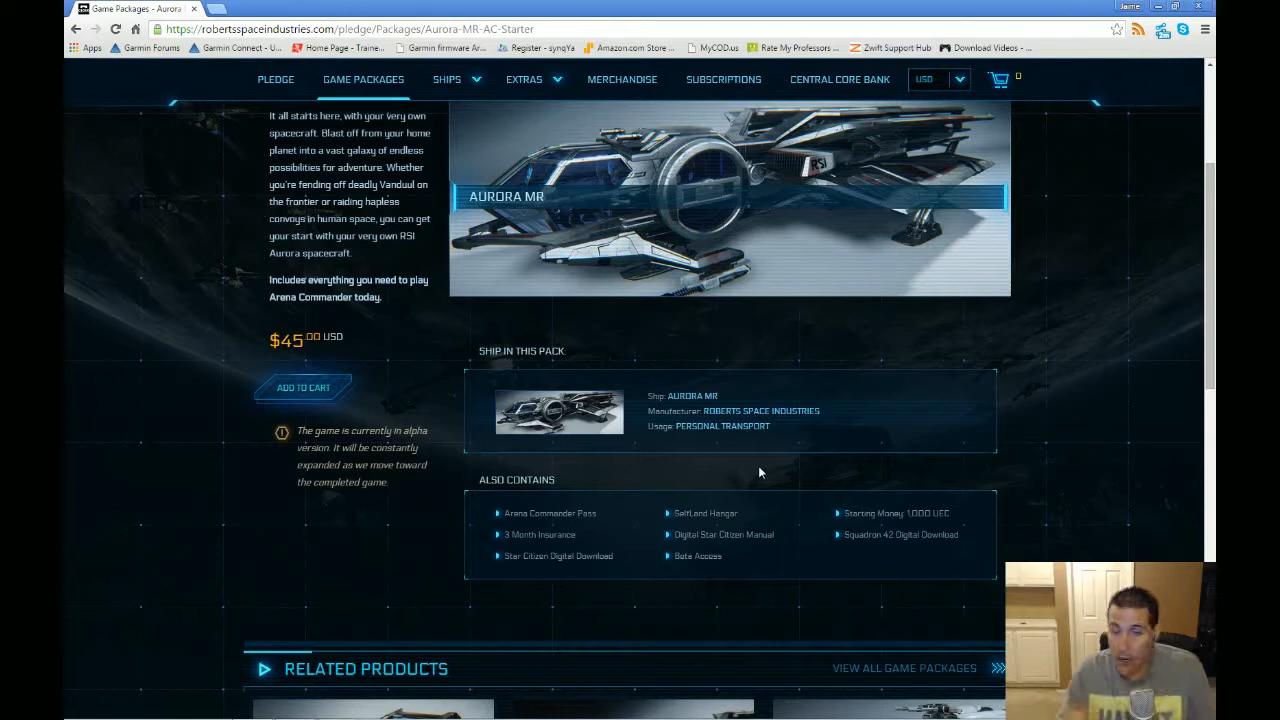 Game Packages - Aurora
Jaime
https://robertsspaceindustries.com/pledge/Packages/Aurora-MR-AC-Starter
Apps
Garmin Forums
Garmin Connect - U...
Home Page - Traine...
Garmin firmware Ar...
Register - synqYa
Amazon.com Store ...
MyCOD.us
Rate My Professors ...
Zwift Support Hub
Download Videos - ...
PLEDGE
GAME PACKAGES
SHIPS
EXTRAS
MERCHANDISE
SUBSCRIPTIONS
CENTRAL CORE BANK
USD
0
It all starts here, with your very own
spacecraft. Blast off from your home
planet into a vast galaxy of endless
possibilities for adventure. Whether
you're fending off deadly Vanduul on
the frontier or raiding hapless
convoys in human space, you can get
your start with your very own RSI
Aurora spacecraft.
Includes everything you need to play
Arena Commander today.
RSI
AURORA MR
$45.00 USD
ADD TO CART
The game is currently in alpha
version. It will be constantly
expanded as we move toward
the completed game.
SHIP IN THIS PACK:
Ship: AURORA MR
Manufacturer: ROBERTS SPACE INDUSTRIES
Usage: PERSONAL TRANSPORT
ALSO CONTAINS
Arena Commander Pass
SelfLand Hangar
Starting Money: 1,000 UEC
3 Month Insurance
Digital Star Citizen Manual
Squadron 42 Digital Download
Star Citizen Digital Download
Beta Access
RELATED PRODUCTS
VIEW ALL GAME PACKAGES